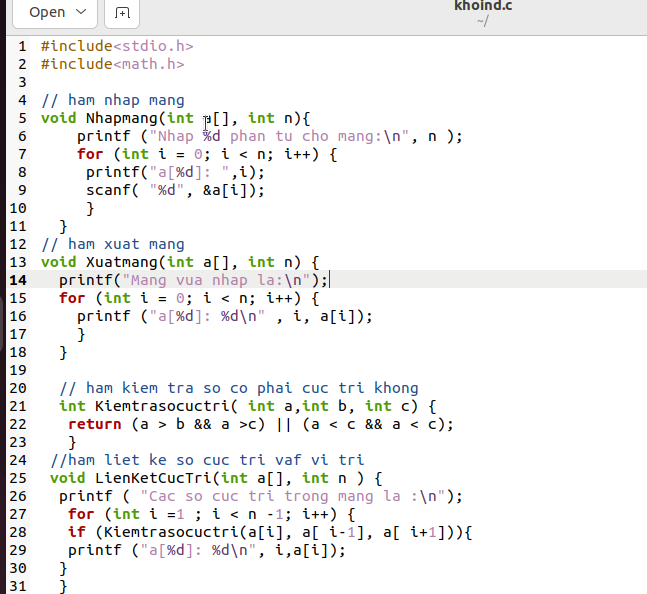 Open
khoind.c
~/
1 #include<stdio.h>
2 #include<math.h>
3
4 // ham nhap mang
5 void Nhapmang(int a[], int n){
6 printf ("Nhap %d phan tu cho mang:\n", n );
7 for (int i = 0; i < n; i++) {
8 printf("a[%d]: ",i);
9 scanf( "%d", &a[i]);
10 }
11 }
12 // ham xuat mang
13 void Xuatmang(int a[], int n) {
14 printf("Mang vua nhap la:\n");
15 for (int i = 0; i < n; i++) {
16 printf ("a[%d]: %d\n" , i, a[i]);
17 }
18 }
19
20 // ham kiem tra so co phai cuc tri khong
21 int Kiemtrasocuctri( int a,int b, int c) {
22 return (a > b && a >c) || (a < c && a < c);
23 }
24 //ham liet ke so cuc tri vaf vi tri
25 void LienKetCucTri(int a[], int n ) {
26 printf ( "Cac so cuc tri trong mang la :\n");
27 for (int i =1 ; i < n -1; i++) {
28 if (Kiemtrasocuctri(a[i], a[ i-1], a[ i+1])){
29 printf ("a[%d]: %d\n", i,a[i]);
30 }
31 }